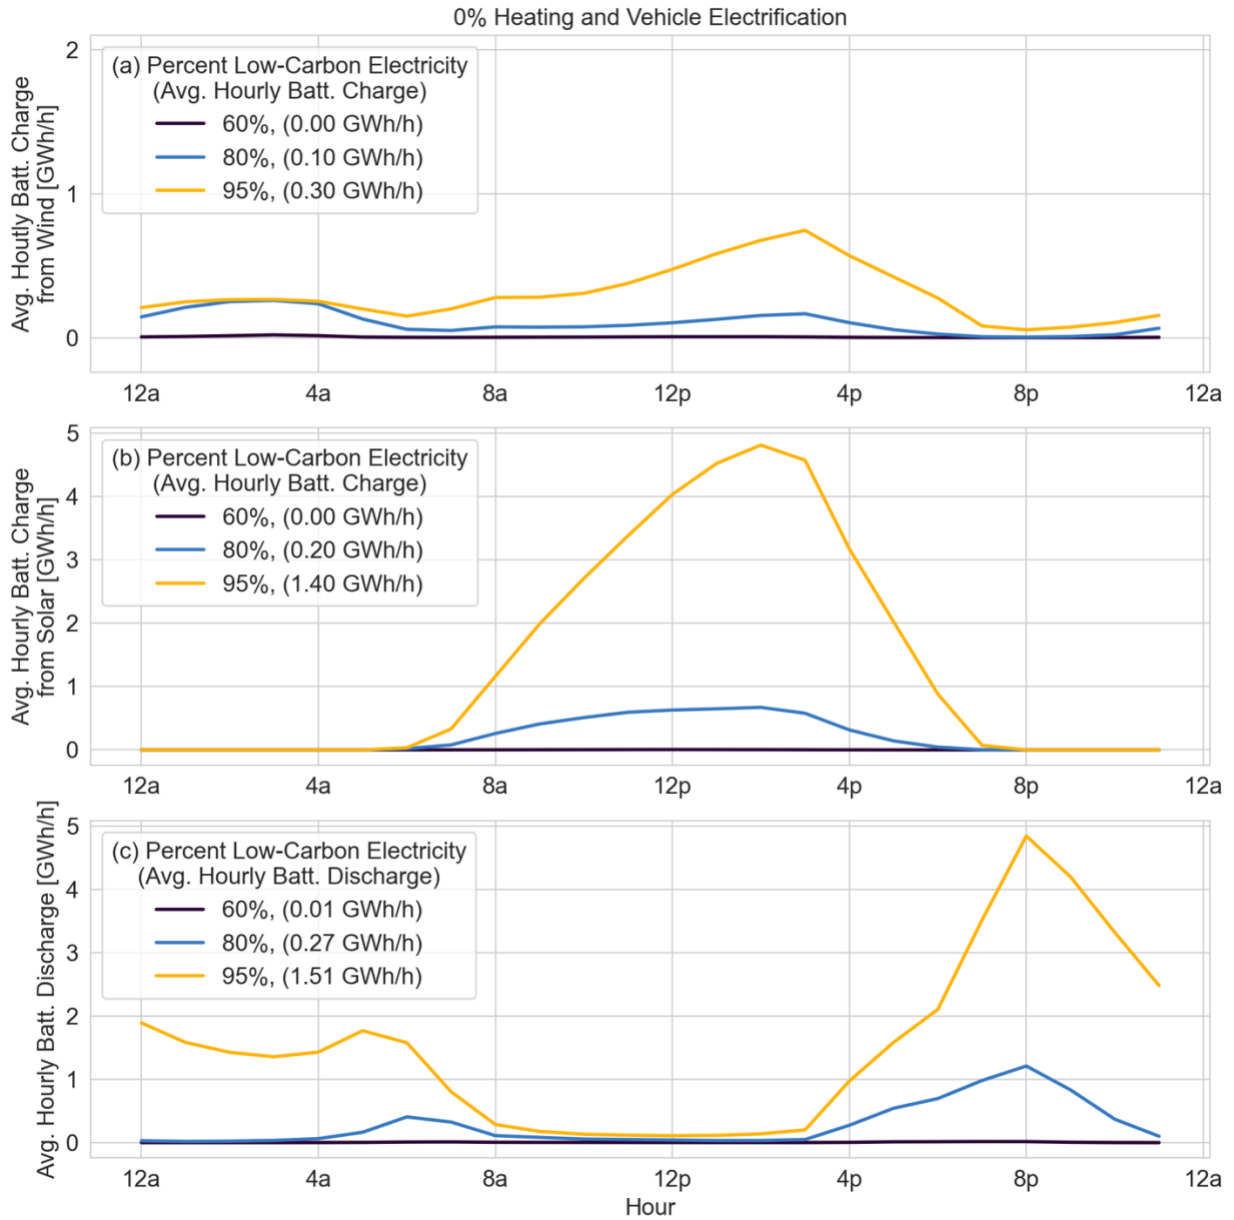 0% Heating and Vehicle Electrification
Avg. Houtly Batt. Charge
from Wind [GWh/h]
2
1
0
(a) Percent Low-Carbon Electricity
(Avg. Hourly Batt. Charge)
60%, (0.00 GWh/h)
80%, (0.10 GWh/h)
95%, (0.30 GWh/h)
12a 4a 8a 12p 4p 8p 12a
Avg. Hourly Batt. Charge
from Solar [GWh/h]
5
4
3
2
1
0
(b) Percent Low-Carbon Electricity
(Avg. Hourly Batt. Charge)
60%, (0.00 GWh/h)
80%, (0.20 GWh/h)
95%, (1.40 GWh/h)
12a 4a 8a 12p 4p 8p 12a
Avg. Hourly Batt. Discharge [GWh/h]
5
4
3
2
1
0
(c) Percent Low-Carbon Electricity
(Avg. Hourly Batt. Discharge)
60%, (0.01 GWh/h)
80%, (0.27 GWh/h)
95%, (1.51 GWh/h)
12a 4a 8a 12p 4p 8p 12a
Hour